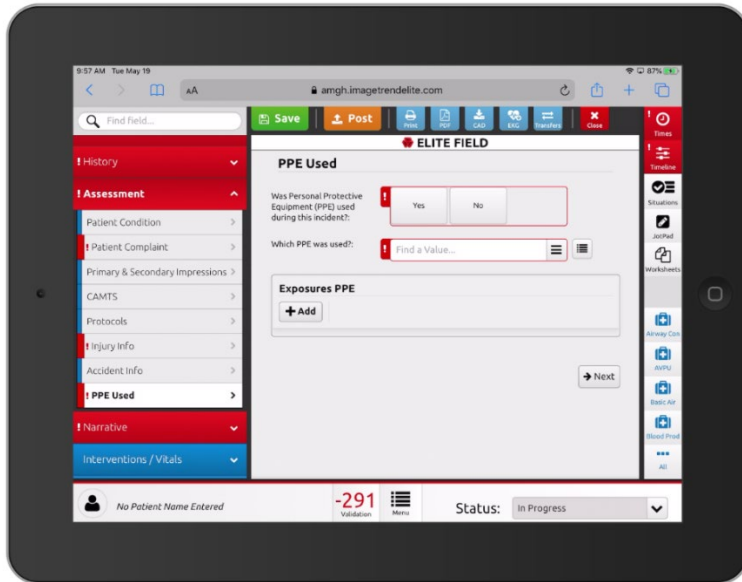 9:57 AM Tue May 19
87%
AA
amgh.imagetrendelite.com
Find field...
Save
Post
Print
PDF
CAD
EKG
Transfers
Close
Times
ELITE FIELD
! History
! Assessment
Patient Condition
! Patient Complaint
Primary & Secondary Impressions
CAMTS
Protocols
! Injury Info
Accident Info
! PPE Used
! Narrative
Interventions / Vitals
PPE Used
Was Personal Protective
Equipment (PPE) used
during this incident?:
! Yes No
Which PPE was used?:
! Find a Value...
Exposures PPE
+ Add
Next
! Timeline
Situations
JotPad
Worksheets
Airway Con
AVPU
Basic Air
Blood Prod
All
No Patient Name Entered
-291
Validation
Menu
Status:
In Progress